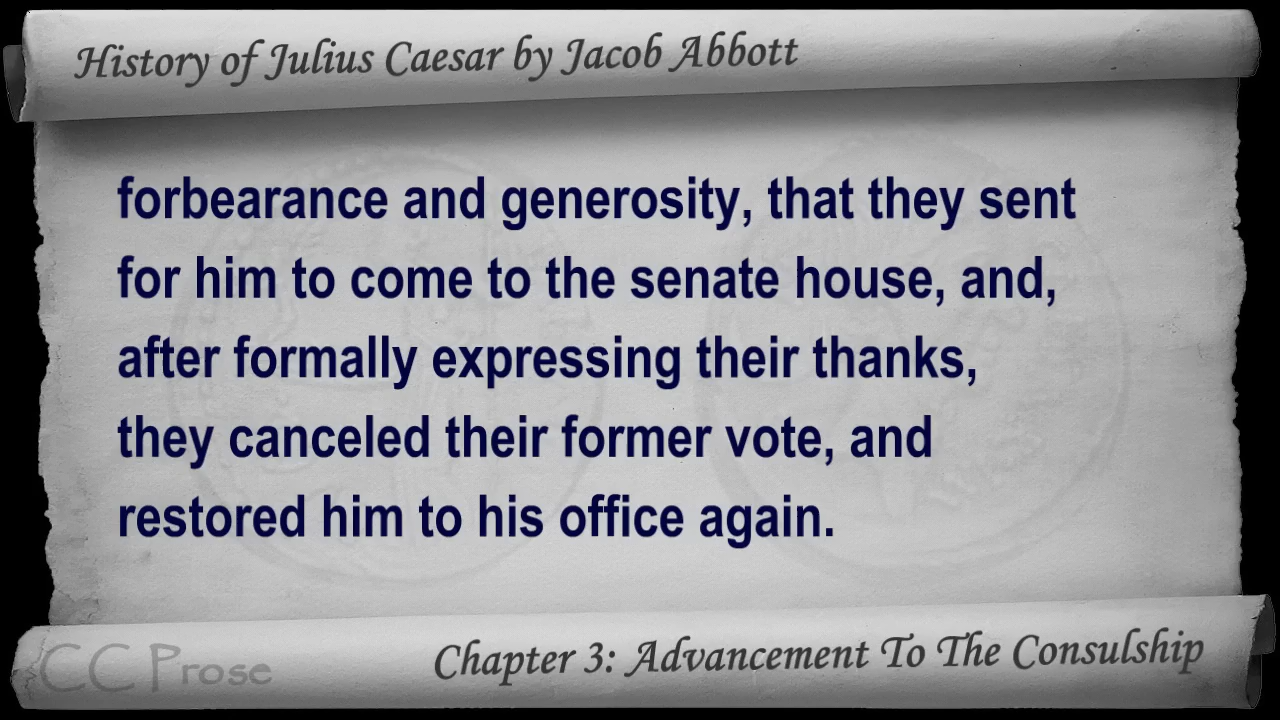 History of Julius Caesar by Jacob Abbott
forbearance and generosity, that they sent
for him to come to the senate house, and,
after formally expressing their thanks,
they canceled their former vote, and
restored him to his office again.
CC Prose
Chapter 3: Advancement To The Consulship